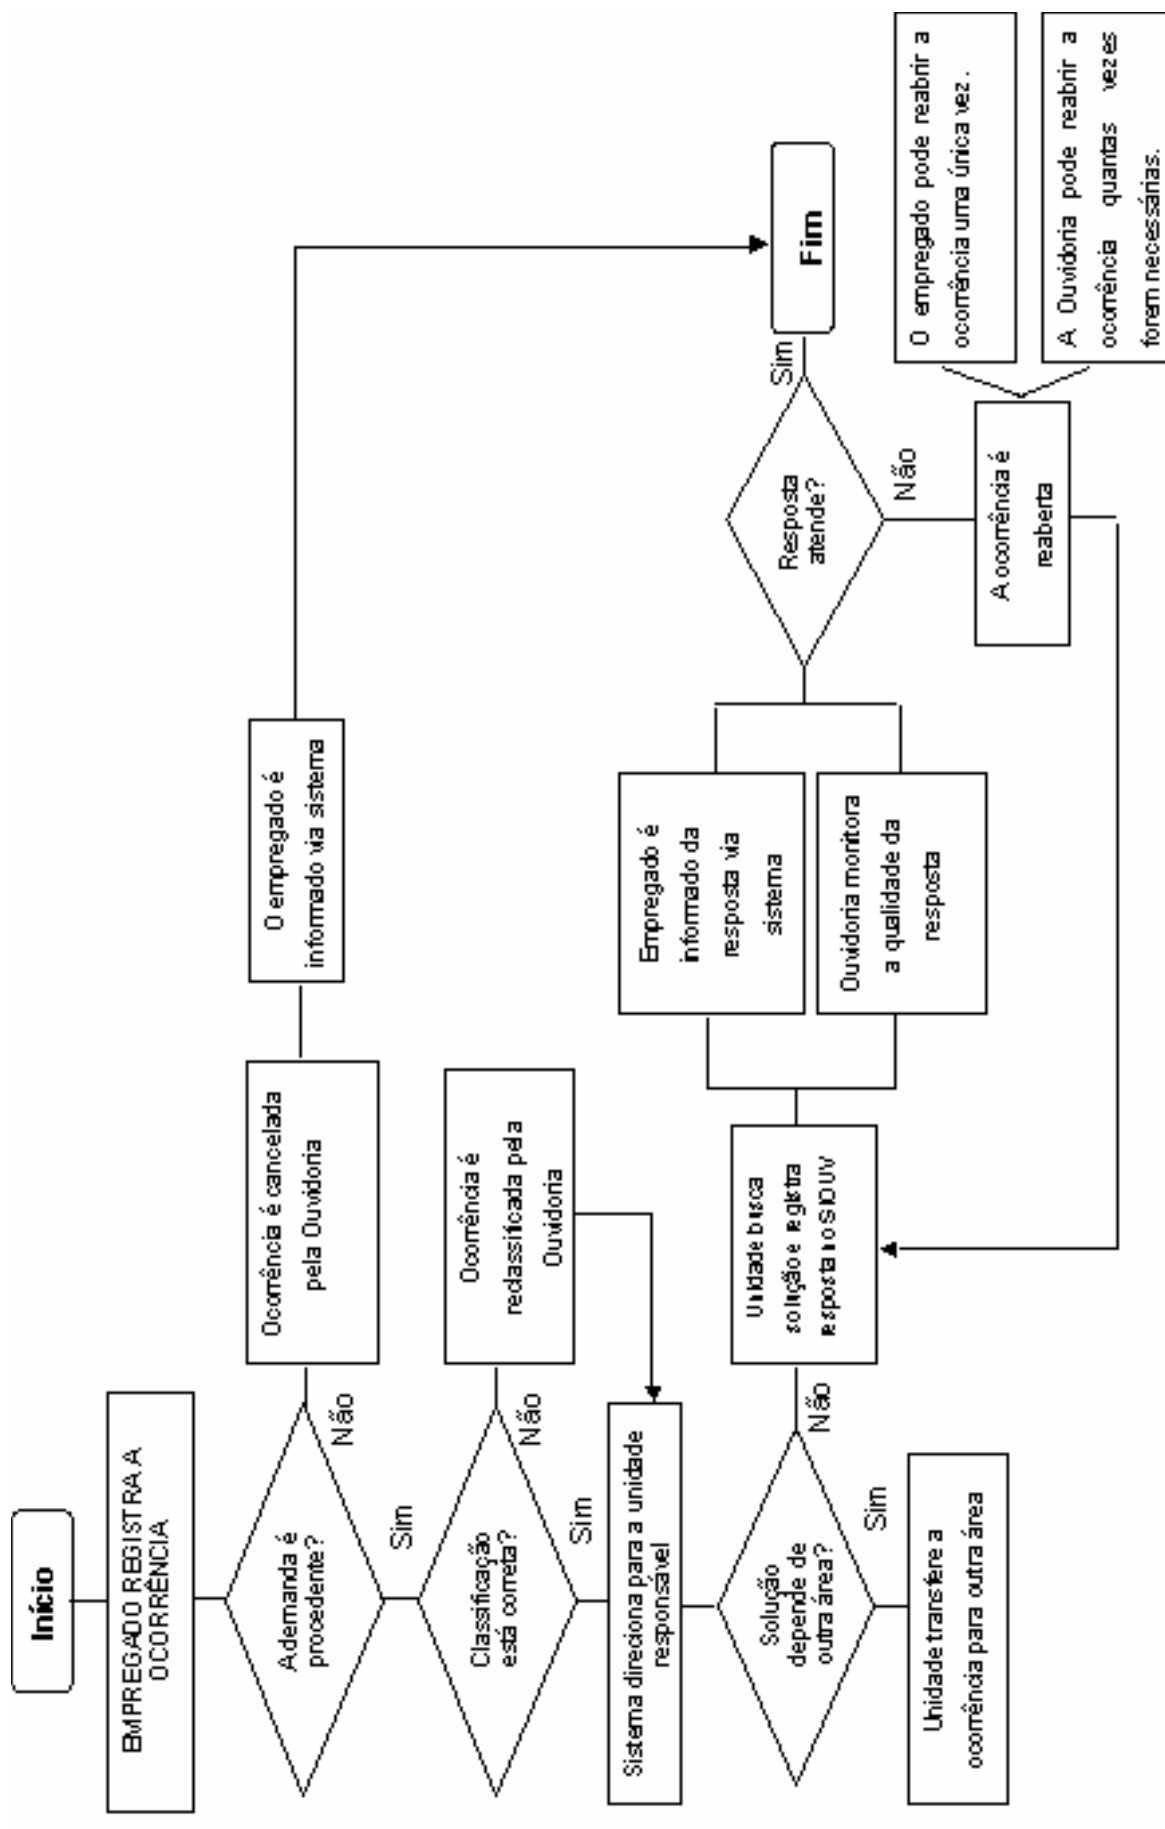 Início
EMPREGADO REGISTRA A
OCORRÊNCIA
A demanda é
procedente?
Não
Ocorrência é cancelada
pela Ouvidoria
O empregado é
informado via sistema
Sim
Classificação
está correta?
Não
Ocorrência é
reclassificada pela
Ouvidoria
Sim
Sistema direciona para a unidade
responsável
Solução
depende de
outra área?
Sim
Unidade transfere a
ocorrência para outra área
Não
Unidade busca
solução e registra
resposta no SIOUV
Empregado é
informado da
resposta via
sistema
Ouvidoria monitora
a qualidade da
resposta
Resposta
atende?
Sim
Fim
Não
A ocorrência é
reaberta
O empregado pode reabrir a
ocorrência uma única vez.
A Ouvidoria pode reabrir a
ocorrência quantas vezes
forem necessárias.